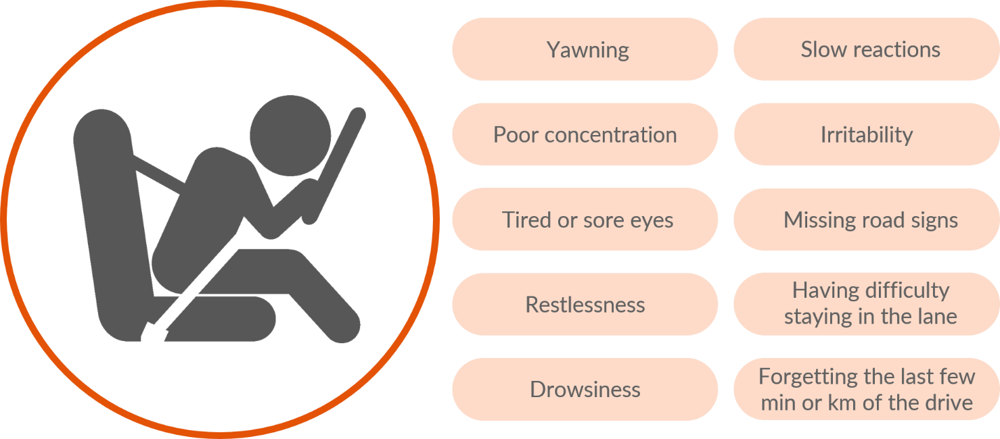 Yawning
Slow reactions
Poor concentration
Irritability
Tired or sore eyes
Missing road signs
Restlessness
Having difficulty
staying in the lane
Drowsiness
Forgetting the last few
min or km of the drive